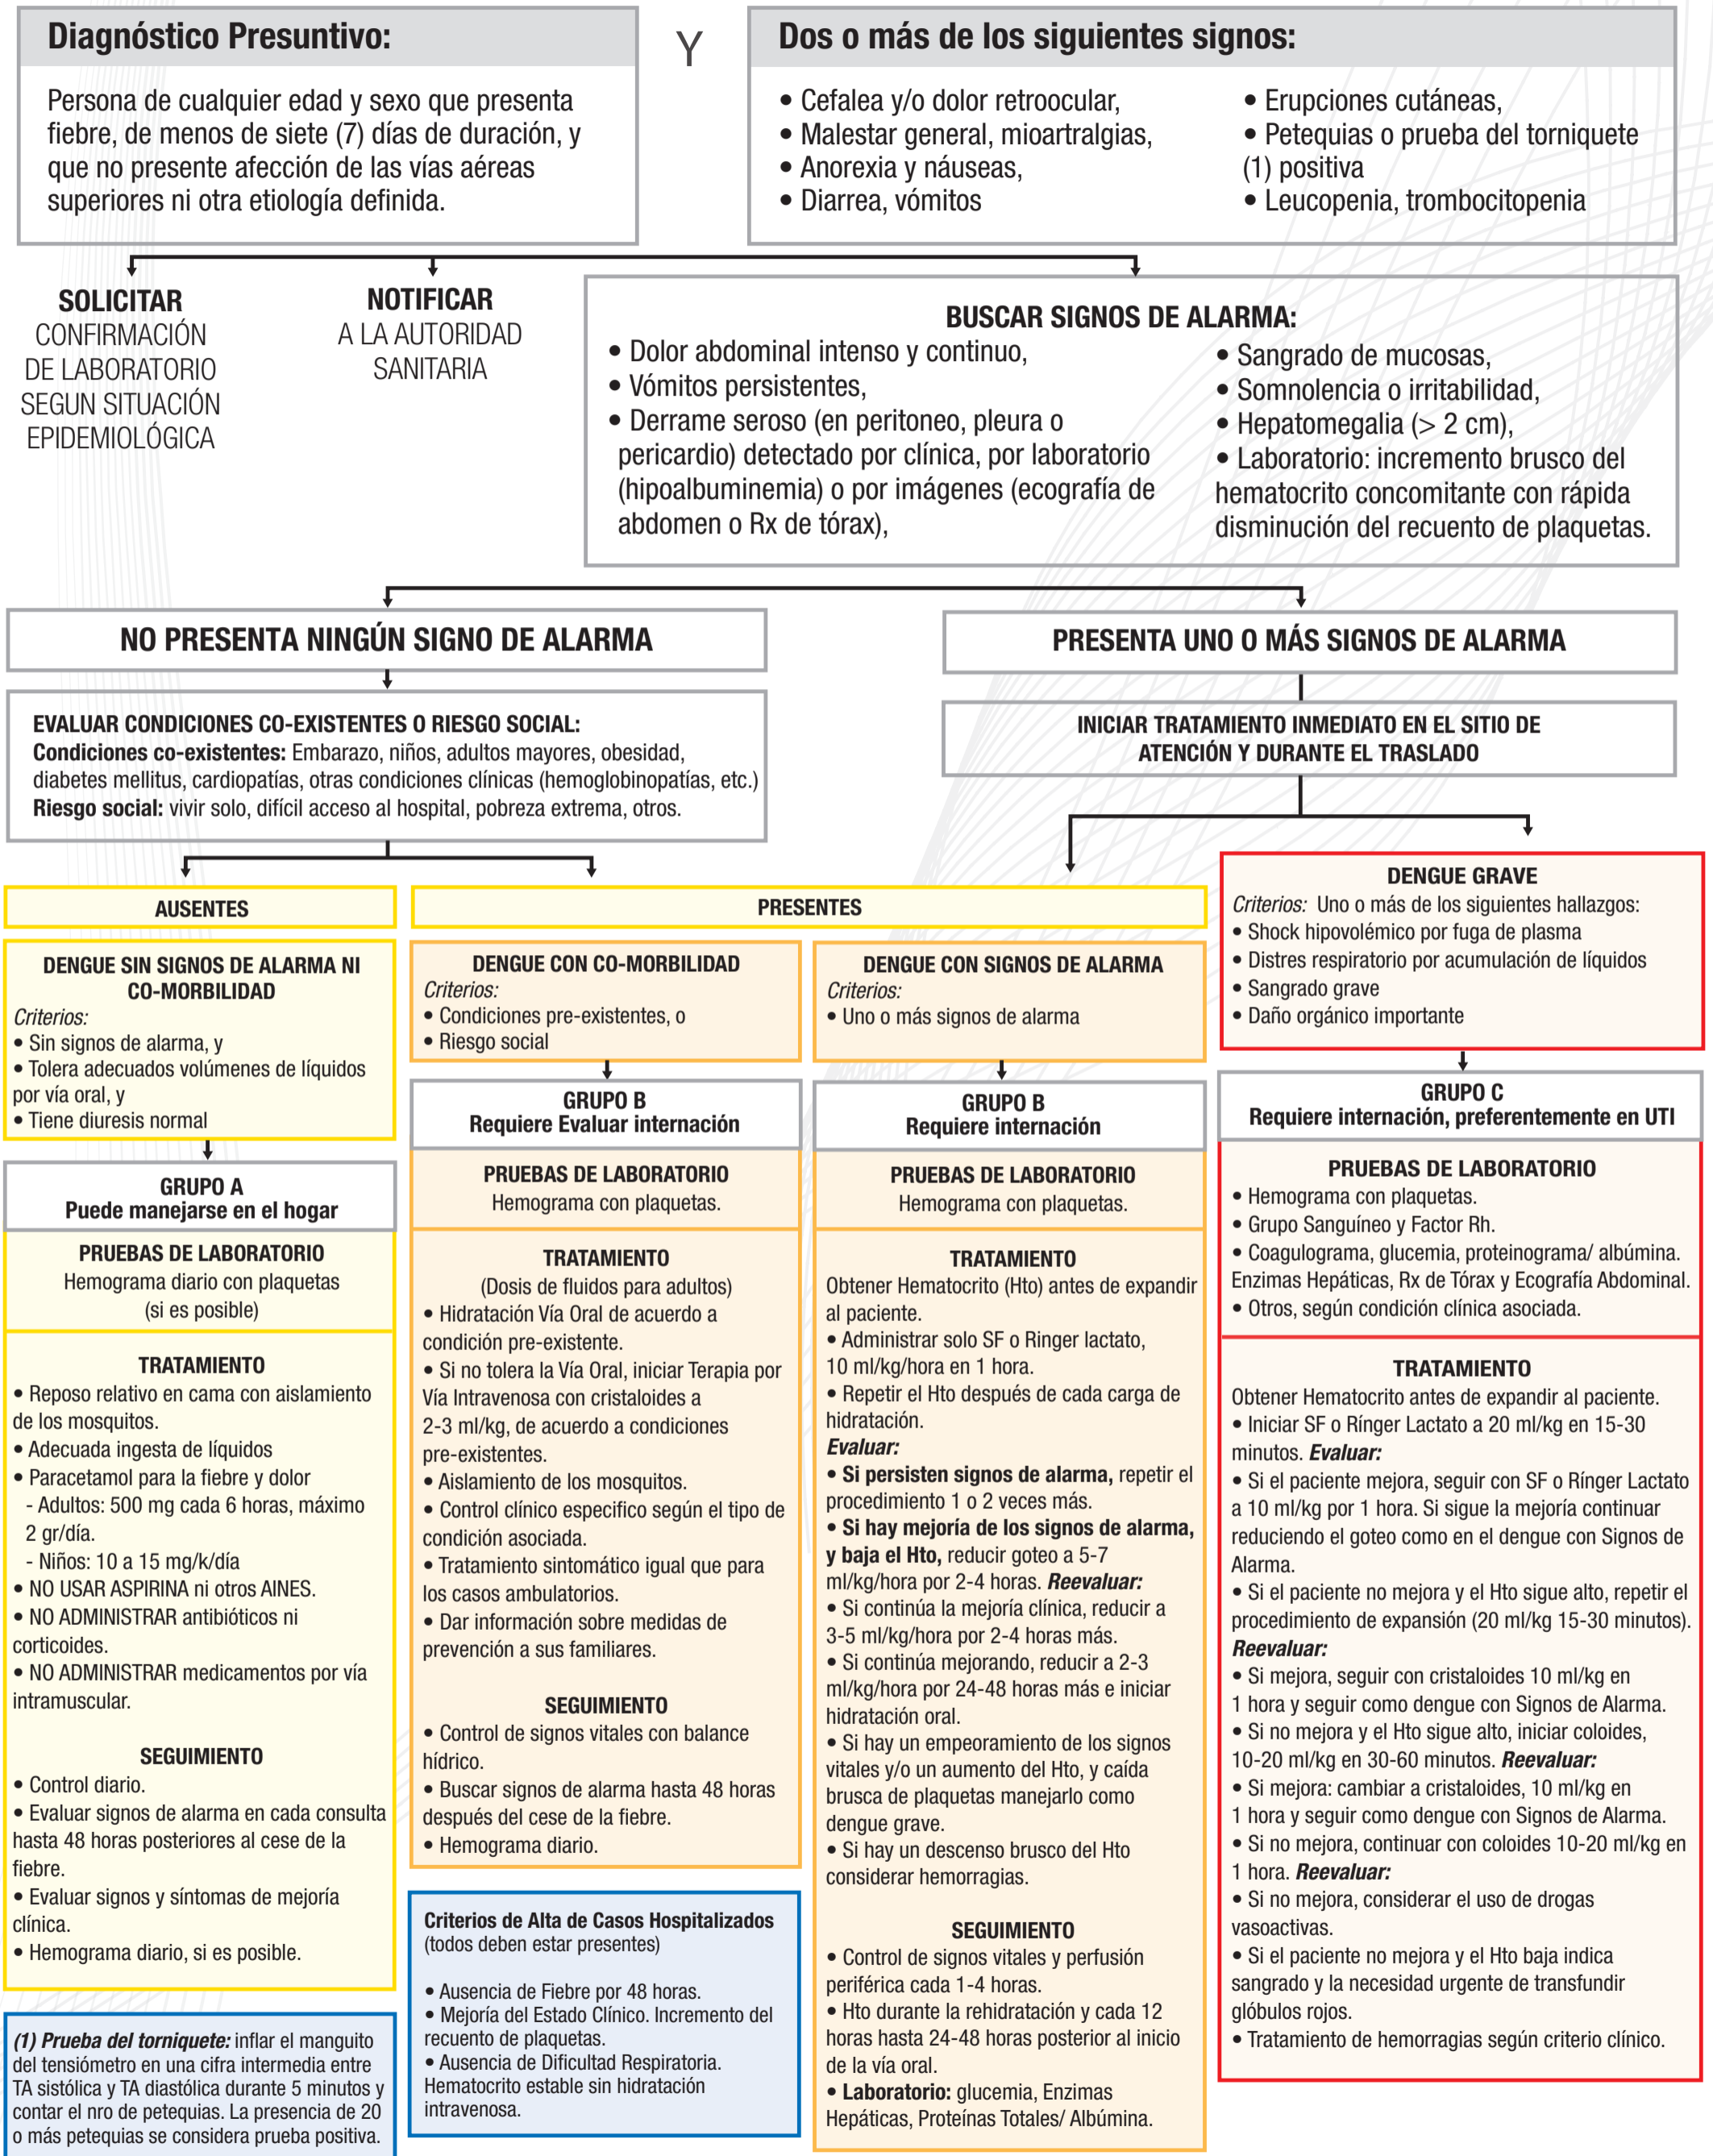 Diagnóstico Presuntivo:
Persona de cualquier edad y sexo que presenta
fiebre, de menos de siete (7) días de duración, y
que no presente afección de las vías aéreas
superiores ni otra etiología definida.
Y
Dos o más de los siguientes signos:
• Cefalea y/o dolor retroocular,
• Malestar general, mioartralgias,
• Anorexia y náuseas,
• Diarrea, vómitos
• Erupciones cutáneas,
• Petequias o prueba del torniquete
(1) positiva
• Leucopenia, trombocitopenia
SOLICITAR
CONFIRMACIÓN
DE LABORATORIO
SEGUN SITUACIÓN
EPIDEMIOLÓGICA
NOTIFICAR
A LA AUTORIDAD
SANITARIA
BUSCAR SIGNOS DE ALARMA:
• Dolor abdominal intenso y continuo,
• Vómitos persistentes,
• Derrame seroso (en peritoneo, pleura o
pericardio) detectado por clínica, por laboratorio
(hipoalbuminemia) o por imágenes (ecografía de
abdomen o Rx de tórax),
• Sangrado de mucosas,
• Somnolencia o irritabilidad,
• Hepatomegalia (> 2 cm),
• Laboratorio: incremento brusco del
hematocrito concomitante con rápida
disminución del recuento de plaquetas.
NO PRESENTA NINGÚN SIGNO DE ALARMA
PRESENTA UNO O MÁS SIGNOS DE ALARMA
EVALUAR CONDICIONES CO-EXISTENTES O RIESGO SOCIAL:
Condiciones co-existentes: Embarazo, niños, adultos mayores, obesidad,
diabetes mellitus, cardiopatías, otras condiciones clínicas (hemoglobinopatías, etc.)
Riesgo social: vivir solo, difícil acceso al hospital, pobreza extrema, otros.
INICIAR TRATAMIENTO INMEDIATO EN EL SITIO DE
ATENCIÓN Y DURANTE EL TRASLADO
AUSENTES
PRESENTES
DENGUE SIN SIGNOS DE ALARMA NI
CO-MORBILIDAD
Criterios:
• Sin signos de alarma, y
• Tolera adecuados volúmenes de líquidos
por vía oral, y
• Tiene diuresis normal
GRUPO A
Puede manejarse en el hogar
PRUEBAS DE LABORATORIO
Hemograma diario con plaquetas
(si es posible)
TRATAMIENTO
• Reposo relativo en cama con aislamiento
de los mosquitos.
• Adecuada ingesta de líquidos
• Paracetamol para la fiebre y dolor
- Adultos: 500 mg cada 6 horas, máximo
2 gr/día.
- Niños: 10 a 15 mg/k/día
• NO USAR ASPIRINA ni otros AINES.
• NO ADMINISTRAR antibióticos ni
corticoides.
• NO ADMINISTRAR medicamentos por vía
intramuscular.
SEGUIMIENTO
• Control diario.
• Evaluar signos de alarma en cada consulta
hasta 48 horas posteriores al cese de la
fiebre.
• Evaluar signos y síntomas de mejoría
clínica.
• Hemograma diario, si es posible.
(1) Prueba del torniquete: inflar el manguito
del tensiómetro en una cifra intermedia entre
TA sistólica y TA diastólica durante 5 minutos y
contar el nro de petequias. La presencia de 20
o más petequias se considera prueba positiva.
DENGUE CON CO-MORBILIDAD
Criterios:
• Condiciones pre-existentes, o
• Riesgo social
GRUPO B
Requiere Evaluar internación
PRUEBAS DE LABORATORIO
Hemograma con plaquetas.
TRATAMIENTO
(Dosis de fluidos para adultos)
• Hidratación Vía Oral de acuerdo a
condición pre-existente.
• Si no tolera la Vía Oral, iniciar Terapia por
Vía Intravenosa con cristaloides a
2-3 ml/kg, de acuerdo a condiciones
pre-existentes.
• Aislamiento de los mosquitos.
• Control clínico especifico según el tipo de
condición asociada.
• Tratamiento sintomático igual que para
los casos ambulatorios.
• Dar información sobre medidas de
prevención a sus familiares.
SEGUIMIENTO
• Control de signos vitales con balance
hídrico.
• Buscar signos de alarma hasta 48 horas
después del cese de la fiebre.
• Hemograma diario.
Criterios de Alta de Casos Hospitalizados
(todos deben estar presentes)
• Ausencia de Fiebre por 48 horas.
• Mejoría del Estado Clínico. Incremento del
recuento de plaquetas.
• Ausencia de Dificultad Respiratoria.
Hematocrito estable sin hidratación
intravenosa.
DENGUE CON SIGNOS DE ALARMA
Criterios:
• Uno o más signos de alarma
GRUPO B
Requiere internación
PRUEBAS DE LABORATORIO
Hemograma con plaquetas.
TRATAMIENTO
Obtener Hematocrito (Hto) antes de expandir
al paciente.
• Administrar solo SF o Ringer lactato,
10 ml/kg/hora en 1 hora.
• Repetir el Hto después de cada carga de
hidratación.
Evaluar:
• Si persisten signos de alarma, repetir el
procedimiento 1 o 2 veces más.
• Si hay mejoría de los signos de alarma,
y baja el Hto, reducir goteo a 5-7
ml/kg/hora por 2-4 horas. Reevaluar:
• Si continúa la mejoría clínica, reducir a
3-5 ml/kg/hora por 2-4 horas más.
• Si continúa mejorando, reducir a 2-3
ml/kg/hora por 24-48 horas más e iniciar
hidratación oral.
• Si hay un empeoramiento de los signos
vitales y/o un aumento del Hto, y caída
brusca de plaquetas manejarlo como
dengue grave.
• Si hay un descenso brusco del Hto
considerar hemorragias.
SEGUIMIENTO
• Control de signos vitales y perfusión
periférica cada 1-4 horas.
• Hto durante la rehidratación y cada 12
horas hasta 24-48 horas posterior al inicio
de la vía oral.
• Laboratorio: glucemia, Enzimas
Hepáticas, Proteínas Totales/ Albúmina.
DENGUE GRAVE
Criterios: Uno o más de los siguientes hallazgos:
• Shock hipovolémico por fuga de plasma
• Distres respiratorio por acumulación de líquidos
• Sangrado grave
• Daño orgánico importante
GRUPO C
Requiere internación, preferentemente en UTI
PRUEBAS DE LABORATORIO
• Hemograma con plaquetas.
• Grupo Sanguíneo y Factor Rh.
• Coagulograma, glucemia, proteinograma/ albúmina.
Enzimas Hepáticas, Rx de Tórax y Ecografía Abdominal.
• Otros, según condición clínica asociada.
TRATAMIENTO
Obtener Hematocrito antes de expandir al paciente.
• Iniciar SF o Rínger Lactato a 20 ml/kg en 15-30
minutos. Evaluar:
• Si el paciente mejora, seguir con SF o Rínger Lactato
a 10 ml/kg por 1 hora. Si sigue la mejoría continuar
reduciendo el goteo como en el dengue con Signos de
Alarma.
• Si el paciente no mejora y el Hto sigue alto, repetir el
procedimiento de expansión (20 ml/kg 15-30 minutos).
Reevaluar:
• Si mejora, seguir con cristaloides 10 ml/kg en
1 hora y seguir como dengue con Signos de Alarma.
• Si no mejora y el Hto sigue alto, iniciar coloides,
10-20 ml/kg en 30-60 minutos. Reevaluar:
• Si mejora: cambiar a cristaloides, 10 ml/kg en
1 hora y seguir como dengue con Signos de Alarma.
• Si no mejora, continuar con coloides 10-20 ml/kg en
1 hora. Reevaluar:
• Si no mejora, considerar el uso de drogas
vasoactivas.
• Si el paciente no mejora y el Hto baja indica
sangrado y la necesidad urgente de transfundir
glóbulos rojos.
• Tratamiento de hemorragias según criterio clínico.